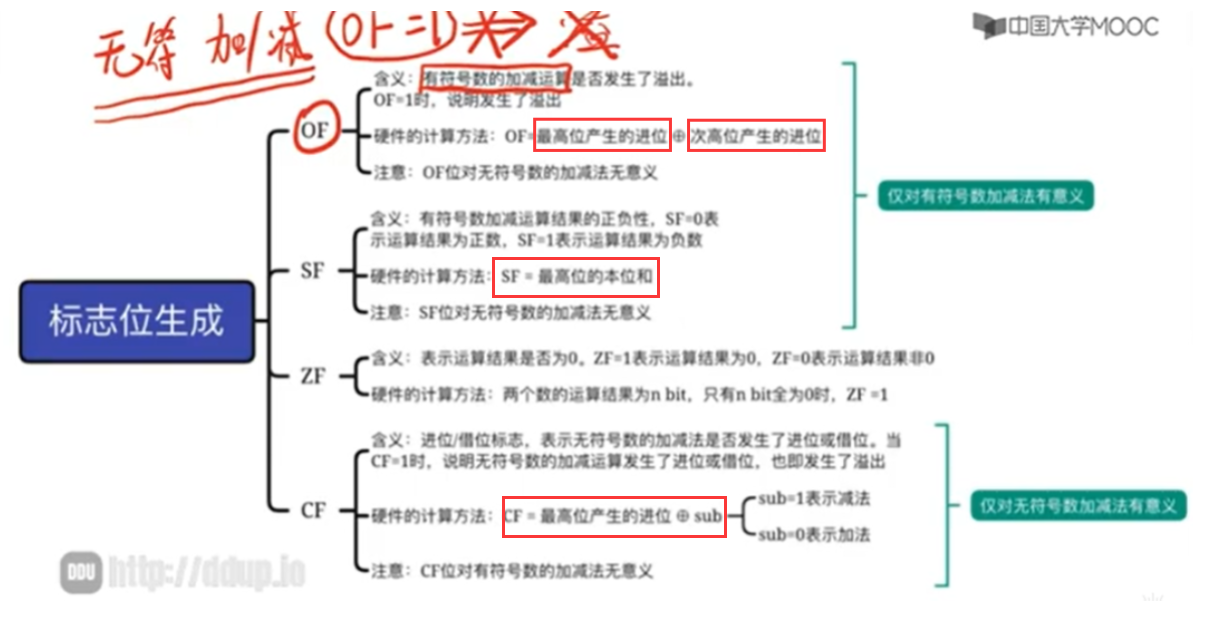 无符 加/减 OF=1
中国大学MOOC
标志位生成
OF
含义：有符号数的加减运算是否发生了溢出。
OF=1时，说明发生了溢出
硬件的计算方法：OF=最高位产生的进位 ⊕ 次高位产生的进位
注意：OF位对无符号数的加减法无意义
仅对有符号数加减法有意义
SF
含义：有符号数加减运算结果的正负性，SF=0表
示运算结果为正数，SF=1表示运算结果为负数
硬件的计算方法：SF = 最高位的本位和
注意：SF位对无符号数的加减法无意义
ZF
含义：表示运算结果是否为0。ZF=1表示运算结果为0，ZF=0表示运算结果非0
硬件的计算方法：两个数的运算结果为n bit，只有n bit全为0时，ZF =1
CF
含义：进位/借位标志，表示无符号数的加减法是否发生了进位或借位。当
CF=1时，说明无符号数的加减运算发生了进位或借位，也即发生了溢出
硬件的计算方法：CF = 最高位产生的进位 ⊕ sub
sub=1表示减法
sub=0表示加法
注意：CF位对有符号数的加减法无意义
仅对无符号数加减法有意义
DDU http://ddup.io